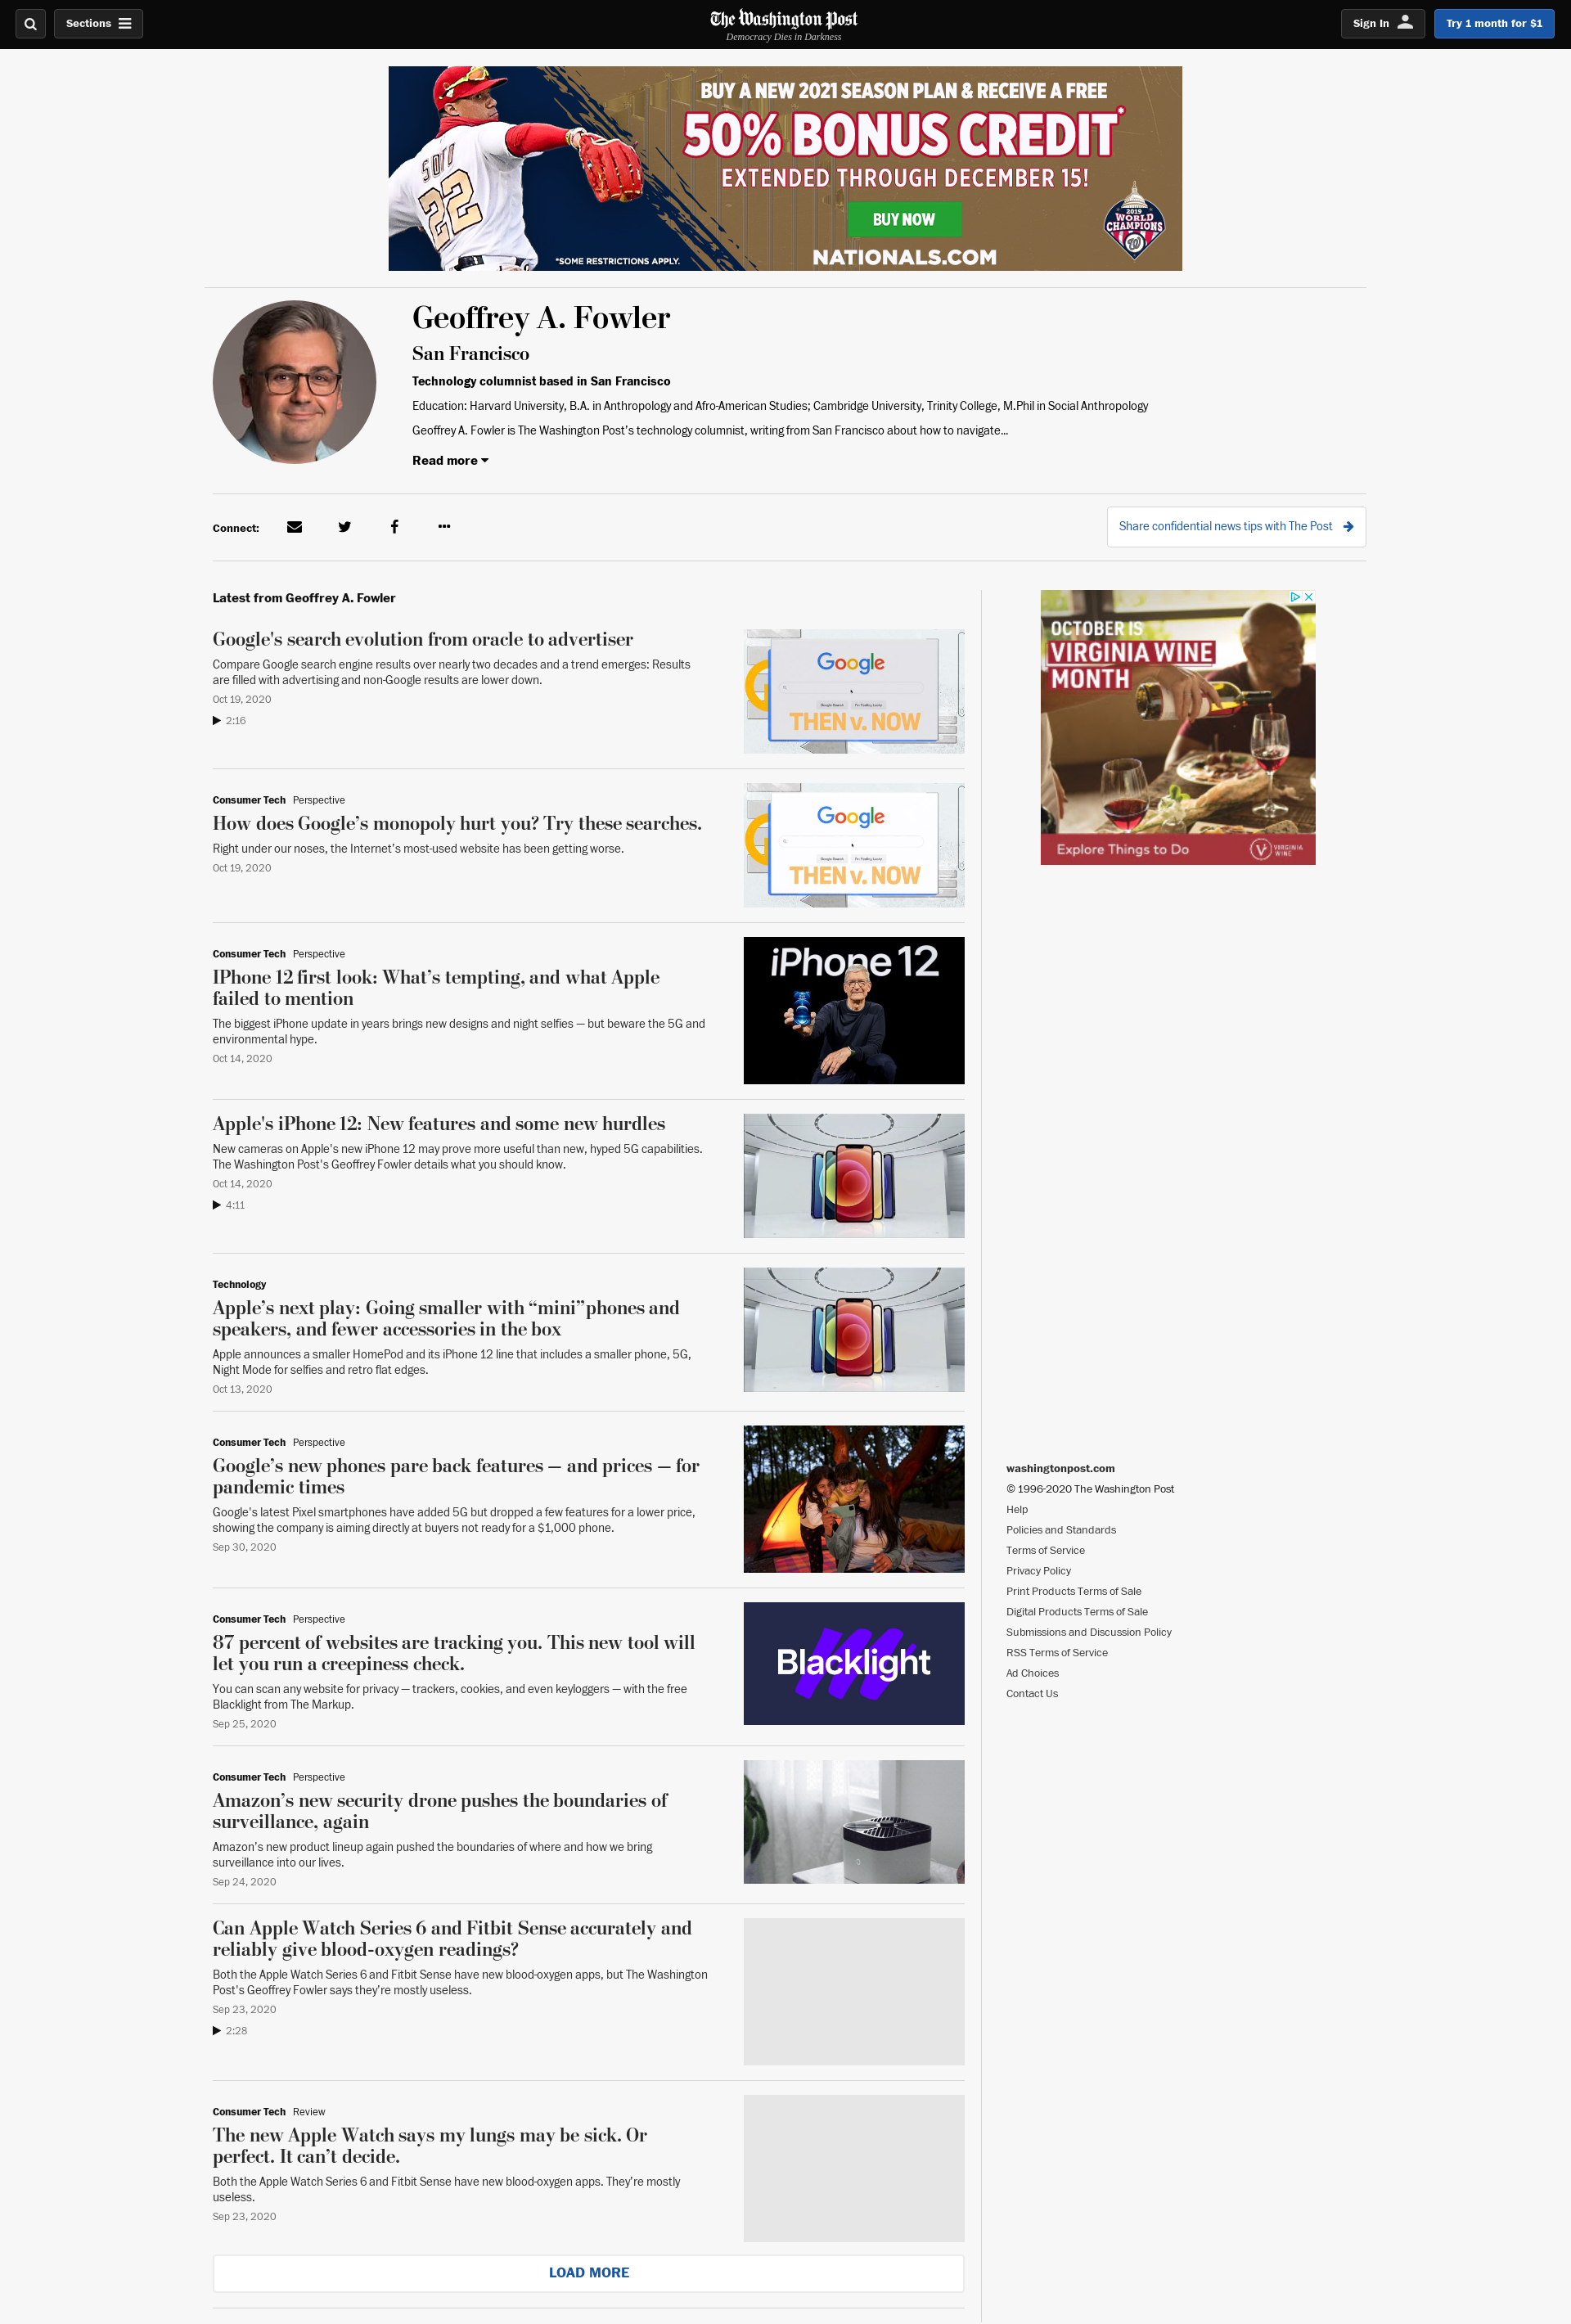 Sections
The Washington Post
Democracy Dies in Darkness
Sign In
Try 1 month for $1
BUY A NEW 2021 SEASON PLAN & RECEIVE A FREE
50% BONUS CREDIT*
EXTENDED THROUGH DECEMBER 15!
BUY NOW
*SOME RESTRICTIONS APPLY.
NATIONALS.COM
SOTO
22
2019
WORLD
CHAMPIONS
W
Geoffrey A. Fowler
San Francisco
Technology columnist based in San Francisco
Education: Harvard University, B.A. in Anthropology and Afro-American Studies; Cambridge University, Trinity College, M.Phil in Social Anthropology
Geoffrey A. Fowler is The Washington Post's technology columnist, writing from San Francisco about how to navigate...
Read more
Connect:
Share confidential news tips with The Post
Latest from Geoffrey A. Fowler
Google's search evolution from oracle to advertiser
Compare Google search engine results over nearly two decades and a trend emerges: Results
are filled with advertising and non-Google results are lower down.
Oct 19, 2020
2:16
Google
Google Search
I'm Feeling Lucky
THEN v. NOW
Consumer Tech Perspective
How does Google’s monopoly hurt you? Try these searches.
Right under our noses, the Internet's most-used website has been getting worse.
Oct 19, 2020
Google
Google Search
I'm Feeling Lucky
THEN v. NOW
Consumer Tech Perspective
IPhone 12 first look: What’s tempting, and what Apple
failed to mention
The biggest iPhone update in years brings new designs and night selfies — but beware the 5G and
environmental hype.
Oct 14, 2020
iPhone 12
Apple's iPhone 12: New features and some new hurdles
New cameras on Apple's new iPhone 12 may prove more useful than new, hyped 5G capabilities.
The Washington Post's Geoffrey Fowler details what you should know.
Oct 14, 2020
4:11
Technology
Apple’s next play: Going smaller with “mini”phones and
speakers, and fewer accessories in the box
Apple announces a smaller HomePod and its iPhone 12 line that includes a smaller phone, 5G,
Night Mode for selfies and retro flat edges.
Oct 13, 2020
Consumer Tech Perspective
Google’s new phones pare back features — and prices — for
pandemic times
Google's latest Pixel smartphones have added 5G but dropped a few features for a lower price,
showing the company is aiming directly at buyers not ready for a $1,000 phone.
Sep 30, 2020
Consumer Tech Perspective
87 percent of websites are tracking you. This new tool will
let you run a creepiness check.
You can scan any website for privacy — trackers, cookies, and even keyloggers — with the free
Blacklight from The Markup.
Sep 25, 2020
Blacklight
Consumer Tech Perspective
Amazon’s new security drone pushes the boundaries of
surveillance, again
Amazon's new product lineup again pushed the boundaries of where and how we bring
surveillance into our lives.
Sep 24, 2020
Can Apple Watch Series 6 and Fitbit Sense accurately and
reliably give blood-oxygen readings?
Both the Apple Watch Series 6 and Fitbit Sense have new blood-oxygen apps, but The Washington
Post's Geoffrey Fowler says they're mostly useless.
Sep 23, 2020
2:28
Consumer Tech Review
The new Apple Watch says my lungs may be sick. Or
perfect. It can’t decide.
Both the Apple Watch Series 6 and Fitbit Sense have new blood-oxygen apps. They're mostly
useless.
Sep 23, 2020
LOAD MORE
OCTOBER IS
VIRGINIA WINE
MONTH
Explore Things to Do
VIRGINIA
WINE
washingtonpost.com
© 1996-2020 The Washington Post
Help
Policies and Standards
Terms of Service
Privacy Policy
Print Products Terms of Sale
Digital Products Terms of Sale
Submissions and Discussion Policy
RSS Terms of Service
Ad Choices
Contact Us